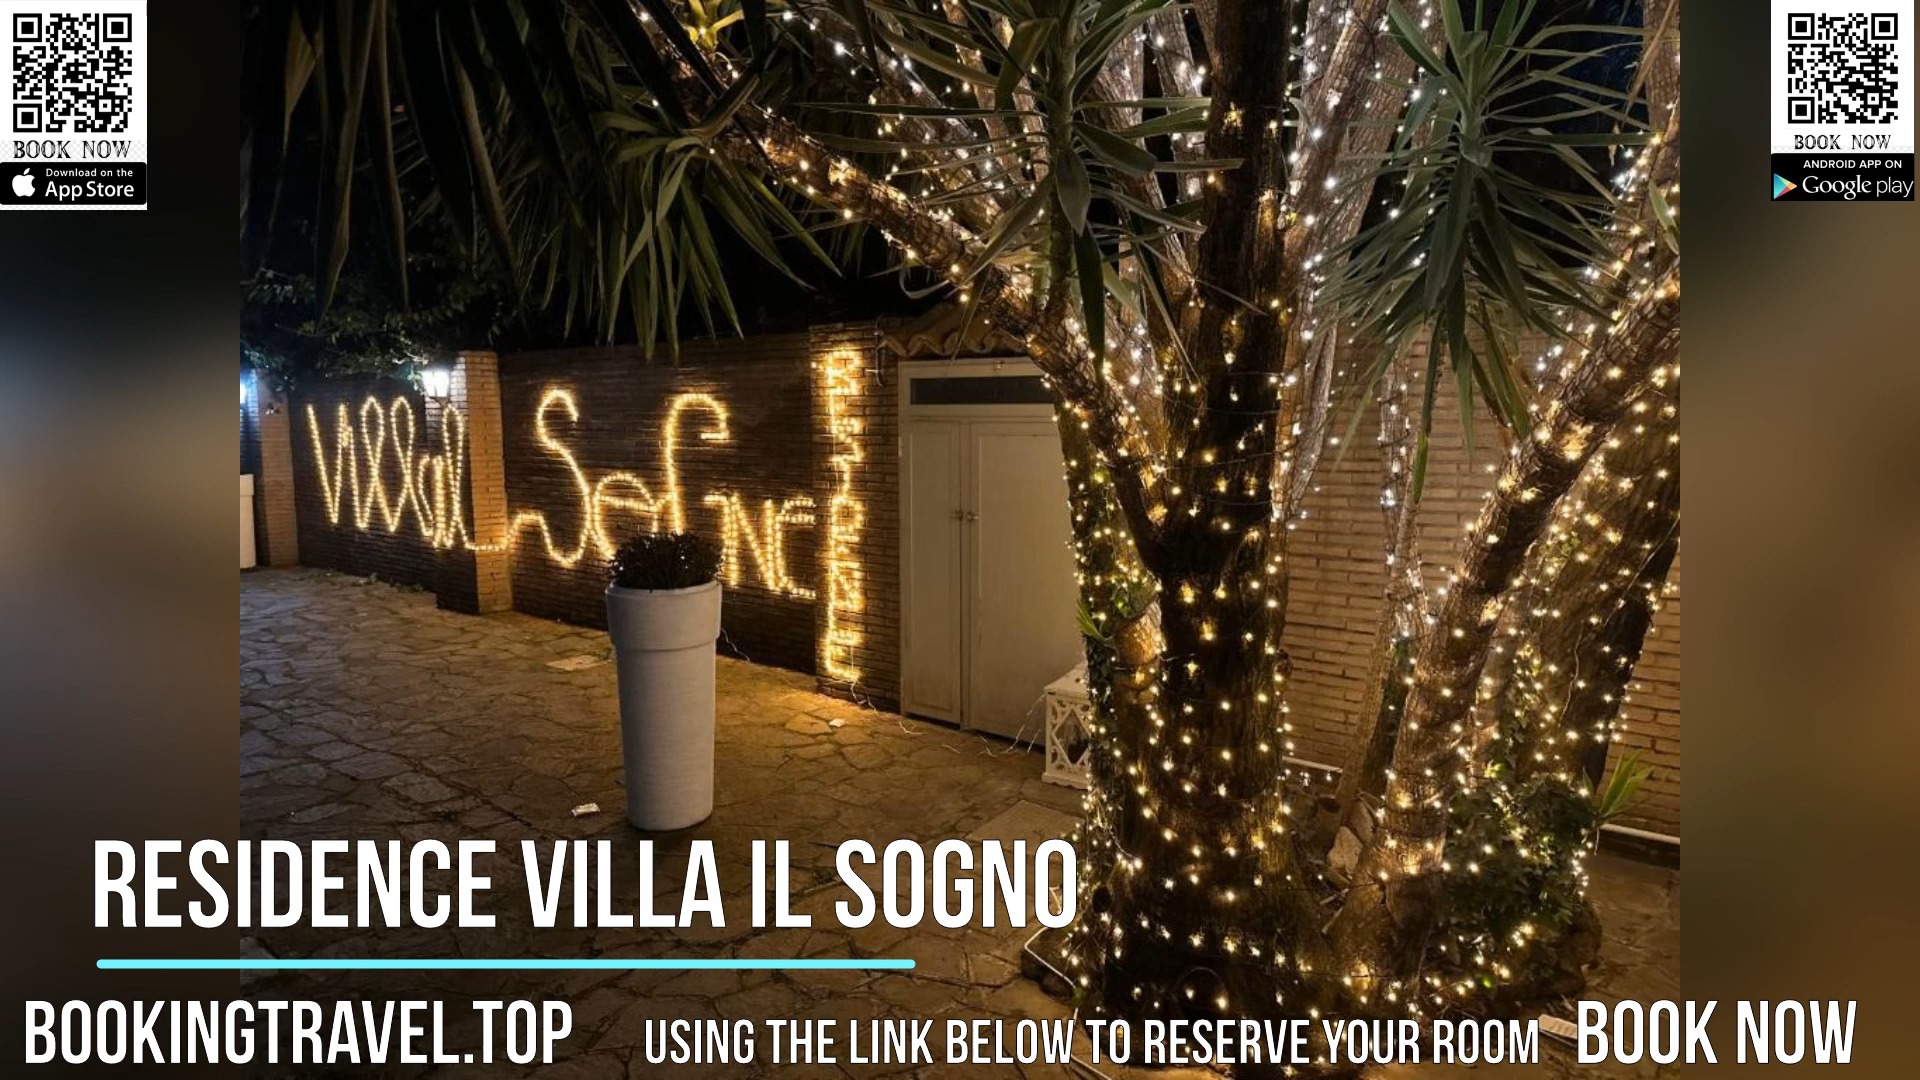 BOOK NOW
Download on the
App Store
BOOK NOW
ANDROID APP ON
Google play
RESIDENCE VILLA IL SOGNO
BOOKINGTRAVEL.TOP
USING THE LINK BELOW TO RESERVE YOUR ROOM
BOOK NOW